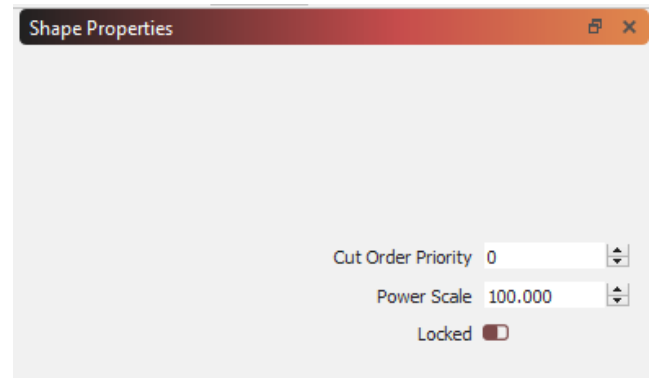 Shape Properties
Cut Order Priority 0
Power Scale 100.000
Locked